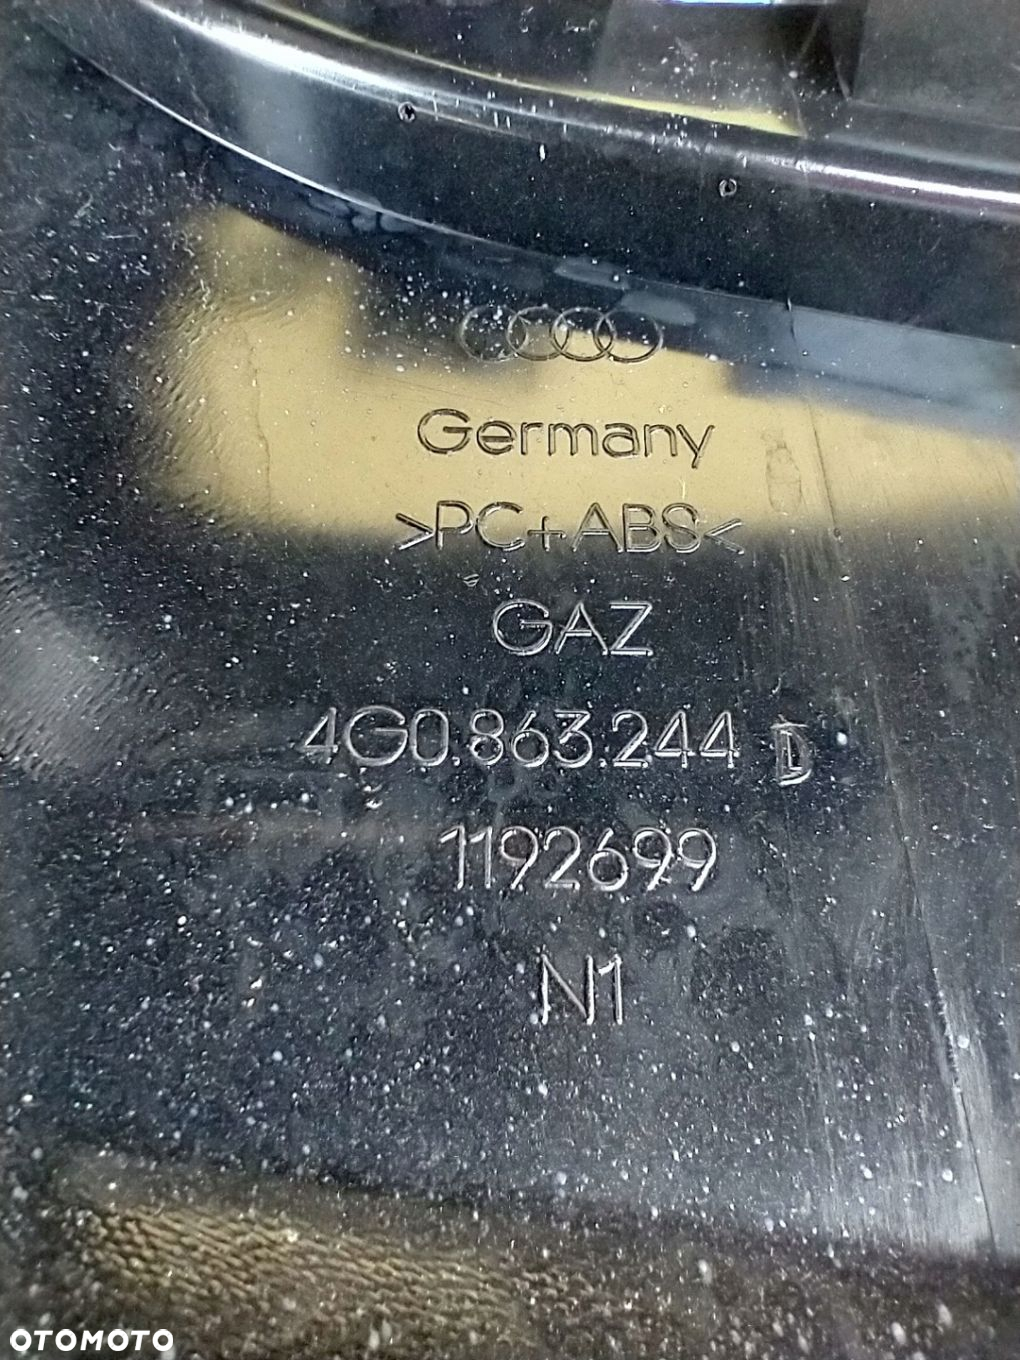 Germany
>PC+ABS<
GAZ
4G0.863.244 D
1192699
N1
OTOMOTO